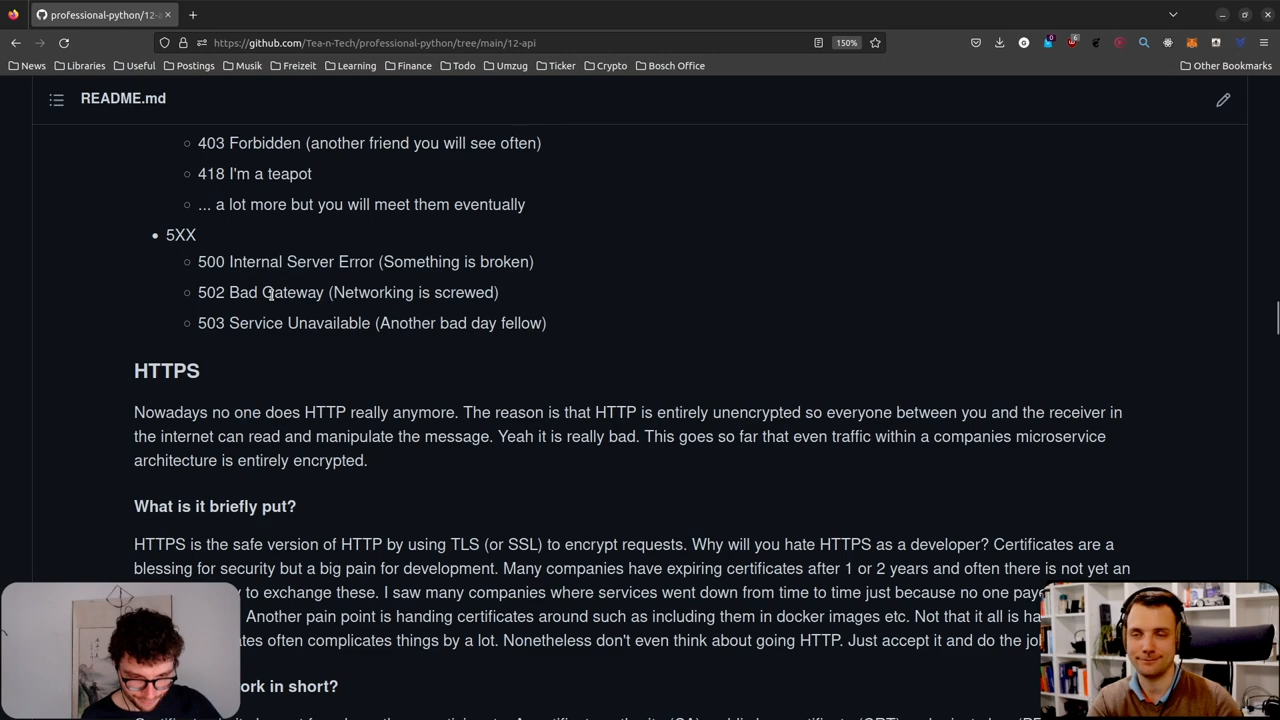 professional-python/12-a
https://github.com/Tea-n-Tech/professional-python/tree/main/12-api
150%
News Libraries Useful Postings Musik Freizeit Learning Finance Todo Umzug Ticker Crypto Bosch Office Other Bookmarks
README.md
403 Forbidden (another friend you will see often)
418 I'm a teapot
... a lot more but you will meet them eventually
5XX
500 Internal Server Error (Something is broken)
502 Bad Gateway (Networking is screwed)
503 Service Unavailable (Another bad day fellow)
HTTPS
Nowadays no one does HTTP really anymore. The reason is that HTTP is entirely unencrypted so everyone between you and the receiver in
the internet can read and manipulate the message. Yeah it is really bad. This goes so far that even traffic within a companies microservice
architecture is entirely encrypted.
What is it briefly put?
HTTPS is the safe version of HTTP by using TLS (or SSL) to encrypt requests. Why will you hate HTTPS as a developer? Certificates are a
blessing for security but a big pain for development. Many companies have expiring certificates after 1 or 2 years and often there is not yet an
to exchange these. I saw many companies where services went down from time to time just because no one
Another pain point is handing certificates around such as including them in docker images etc. Not that it all is
often complicates things by a lot. Nonetheless don't even think about going HTTP. Just accept it and do the
in short?